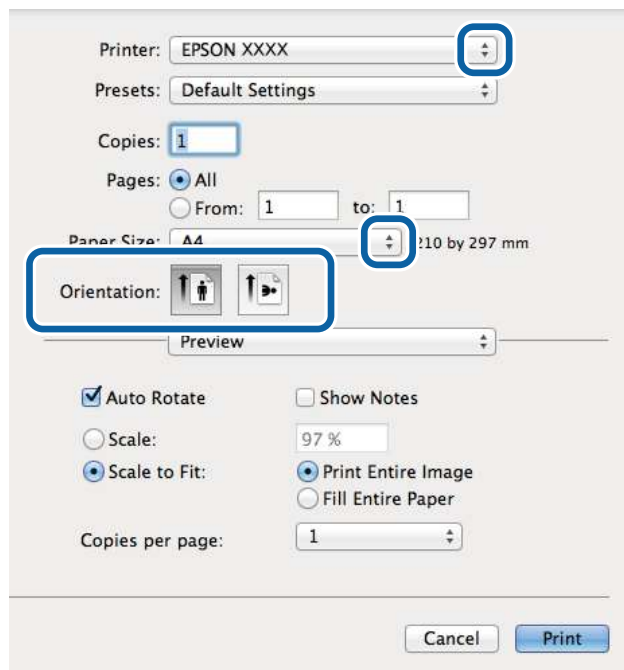 Printer: EPSON XXXX
Presets: Default Settings
Copies: 1
Pages: All
From: 1 to: 1
Paper Size: A4 210 by 297 mm
Orientation:
Preview
Auto Rotate Show Notes
Scale: 97 %
Scale to Fit: Print Entire Image
Fill Entire Paper
Copies per page: 1
Cancel Print